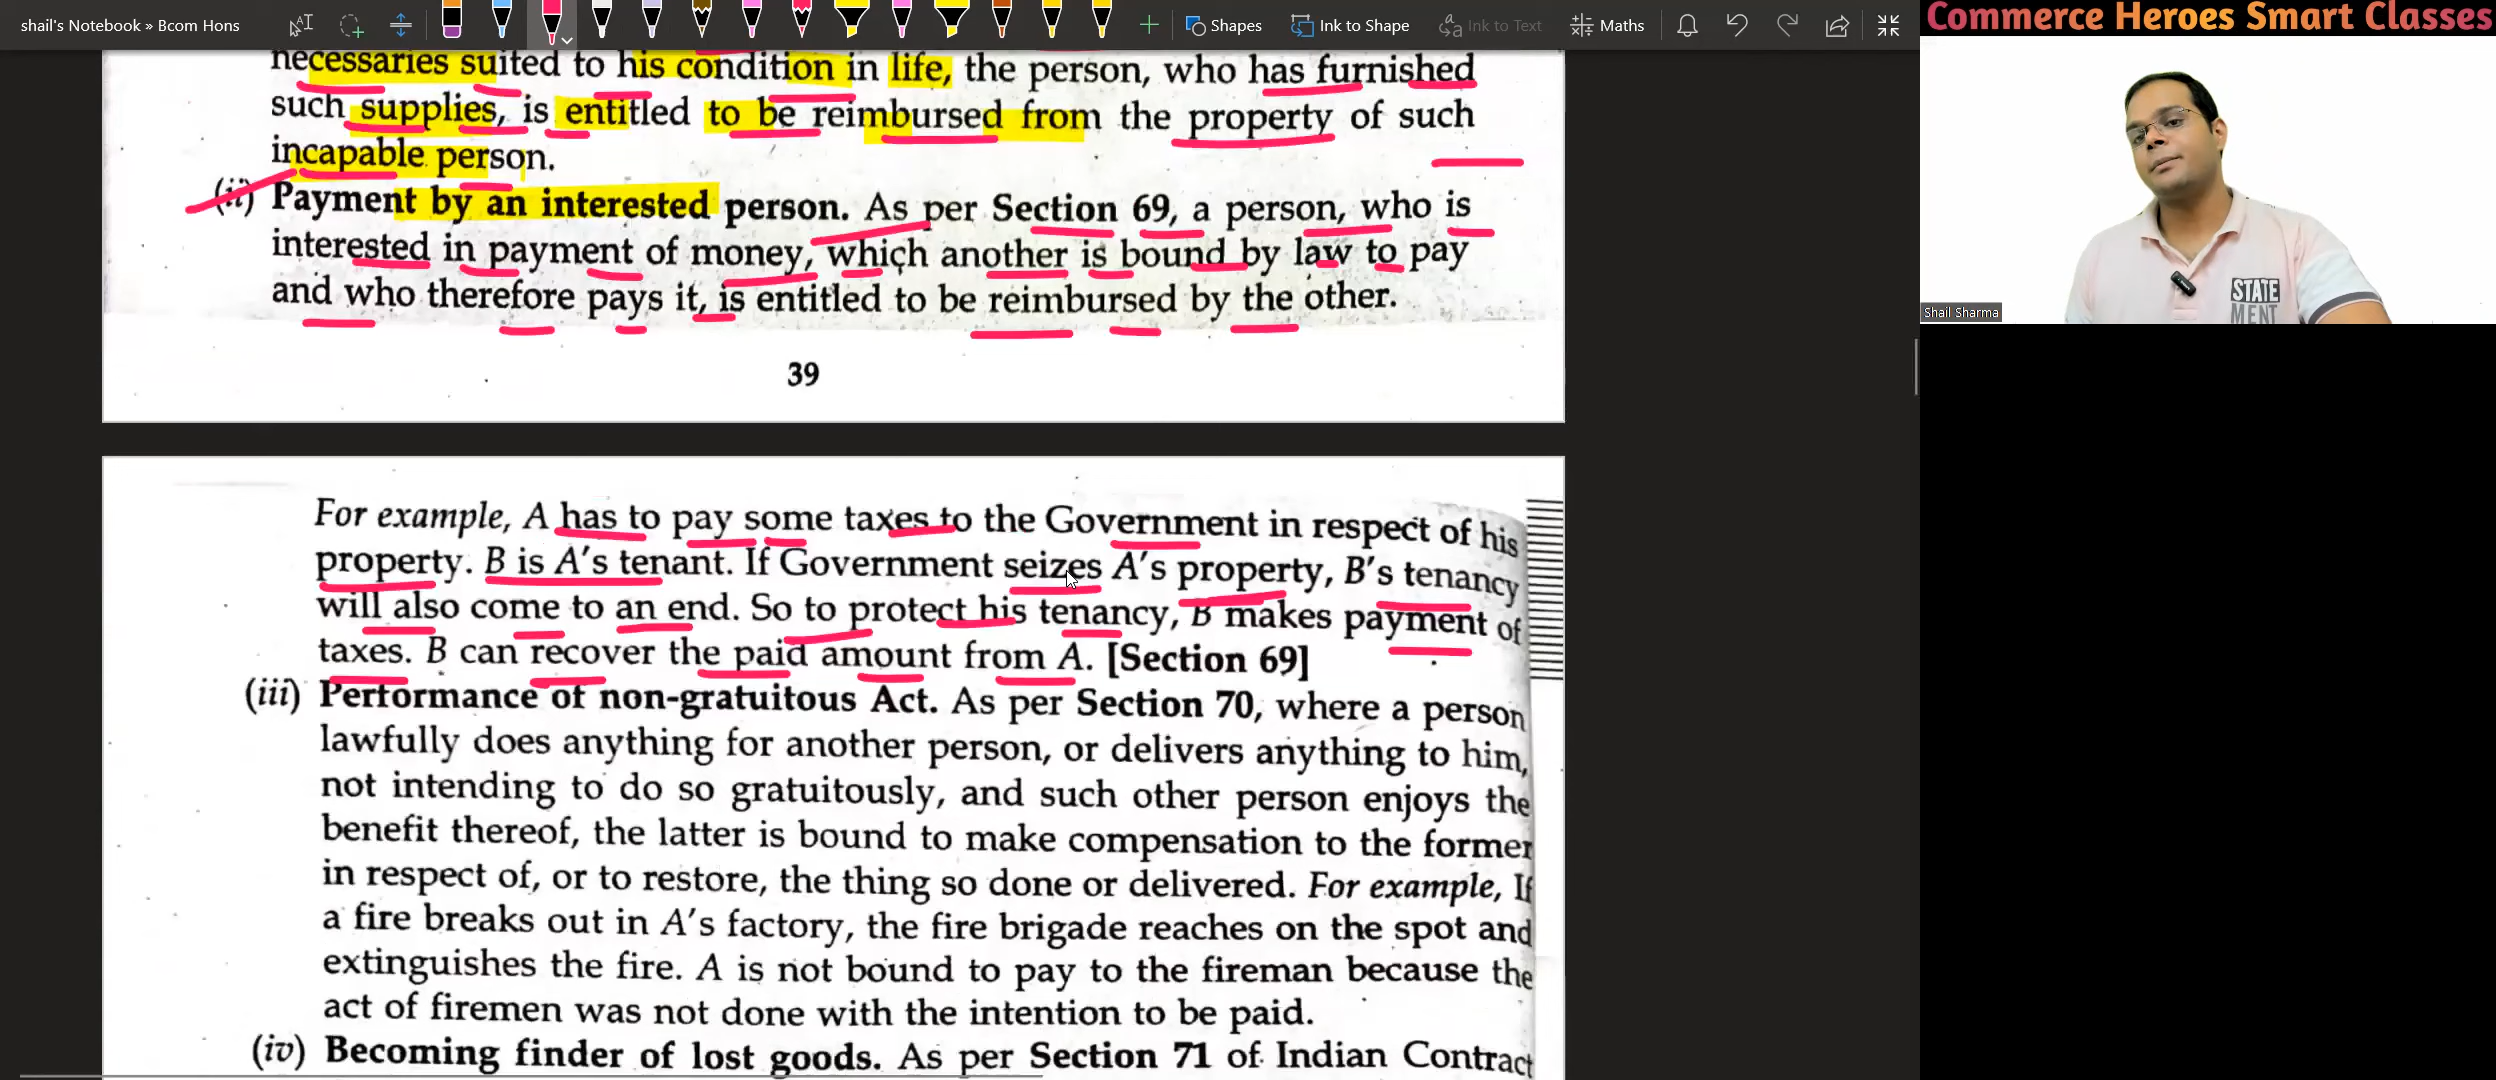 shail's Notebook » Bcom Hons
Shapes
Ink to Shape
Ink to Text
Maths
Commerce Heroes Smart Classes
necessaries suited to his condition in life, the person, who has furnished
such supplies, is entitled to be reimbursed from the property of such
incapable person.
(ii) Payment by an interested person. As per Section 69, a person, who is
interested in payment of money, which another is bound by law to pay
and who therefore pays it, is entitled to be reimbursed by the other.
39
For example, A has to pay some taxes to the Government in respect of his
property. B is A's tenant. If Government seizes A's property, B's tenancy
will also come to an end. So to protect his tenancy, B makes payment of
taxes. B can recover the paid amount from A. [Section 69]
(iii) Performance of non-gratuitous Act. As per Section 70, where a person
lawfully does anything for another person, or delivers anything to him,
not intending to do so gratuitously, and such other person enjoys the
benefit thereof, the latter is bound to make compensation to the former
in respect of, or to restore, the thing so done or delivered. For example, If
a fire breaks out in A's factory, the fire brigade reaches on the spot and
extinguishes the fire. A is not bound to pay to the fireman because the
act of firemen was not done with the intention to be paid.
(iv) Becoming finder of lost goods. As per Section 71 of Indian Contract
STATE
MENT
Shail Sharma